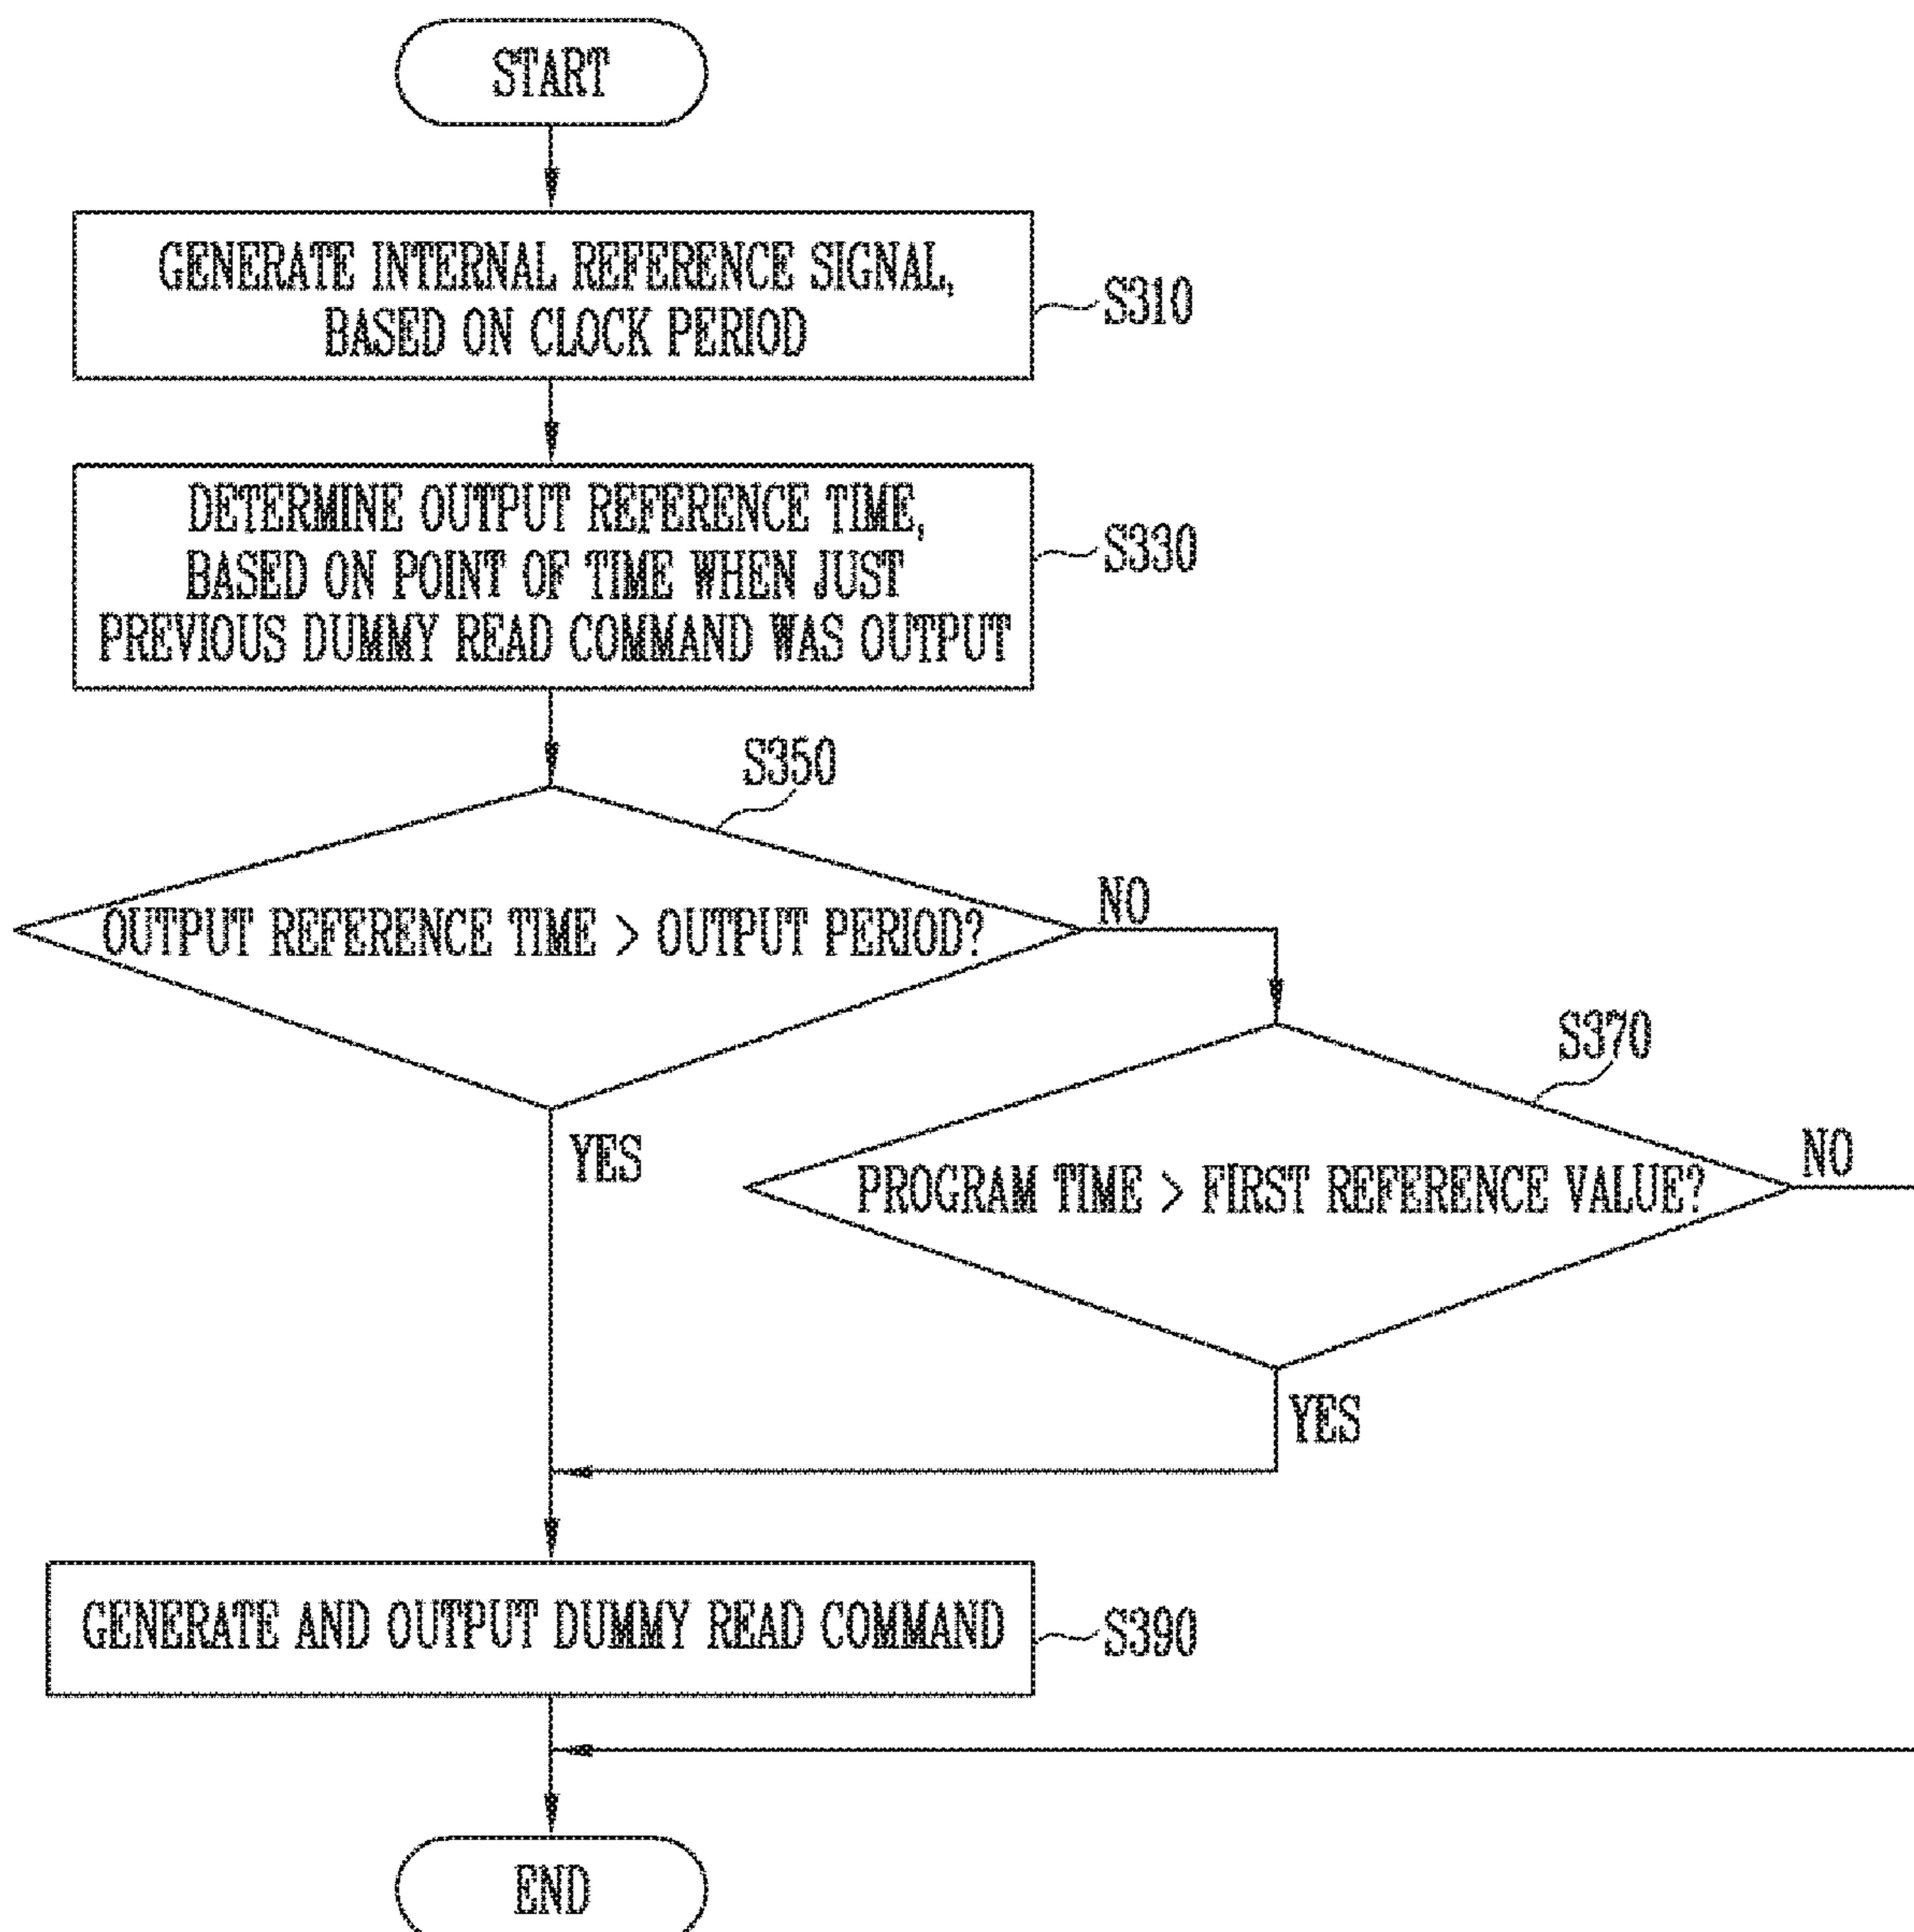 START
GENERATE INTERNAL REFERENCE SIGNAL,
BASED ON CLOCK PERIOD
S310
DETERMINE OUTPUT REFERENCE TIME,
BASED ON POINT OF TIME WHEN JUST
PREVIOUS DUMMY READ COMMAND WAS OUTPUT
S330
S350
OUTPUT REFERENCE TIME > OUTPUT PERIOD?
NO
YES
S370
PROGRAM TIME > FIRST REFERENCE VALUE?
NO
YES
GENERATE AND OUTPUT DUMMY READ COMMAND
S390
END